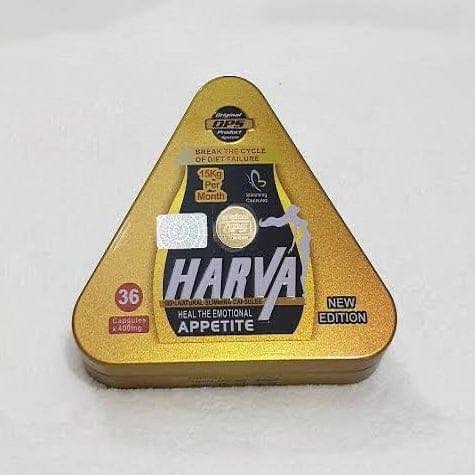 Original
OPS
Product
System
BREAK THE CYCLE
OF DIET FAILURE
15Kg
Per
Month
Slimming
Capsules
OPS
HARVA
100% NATURAL SLIMMING CAPSULES
HEAL THE EMOTIONAL
APPETITE
36
Capsules
x 400mg
NEW
EDITION